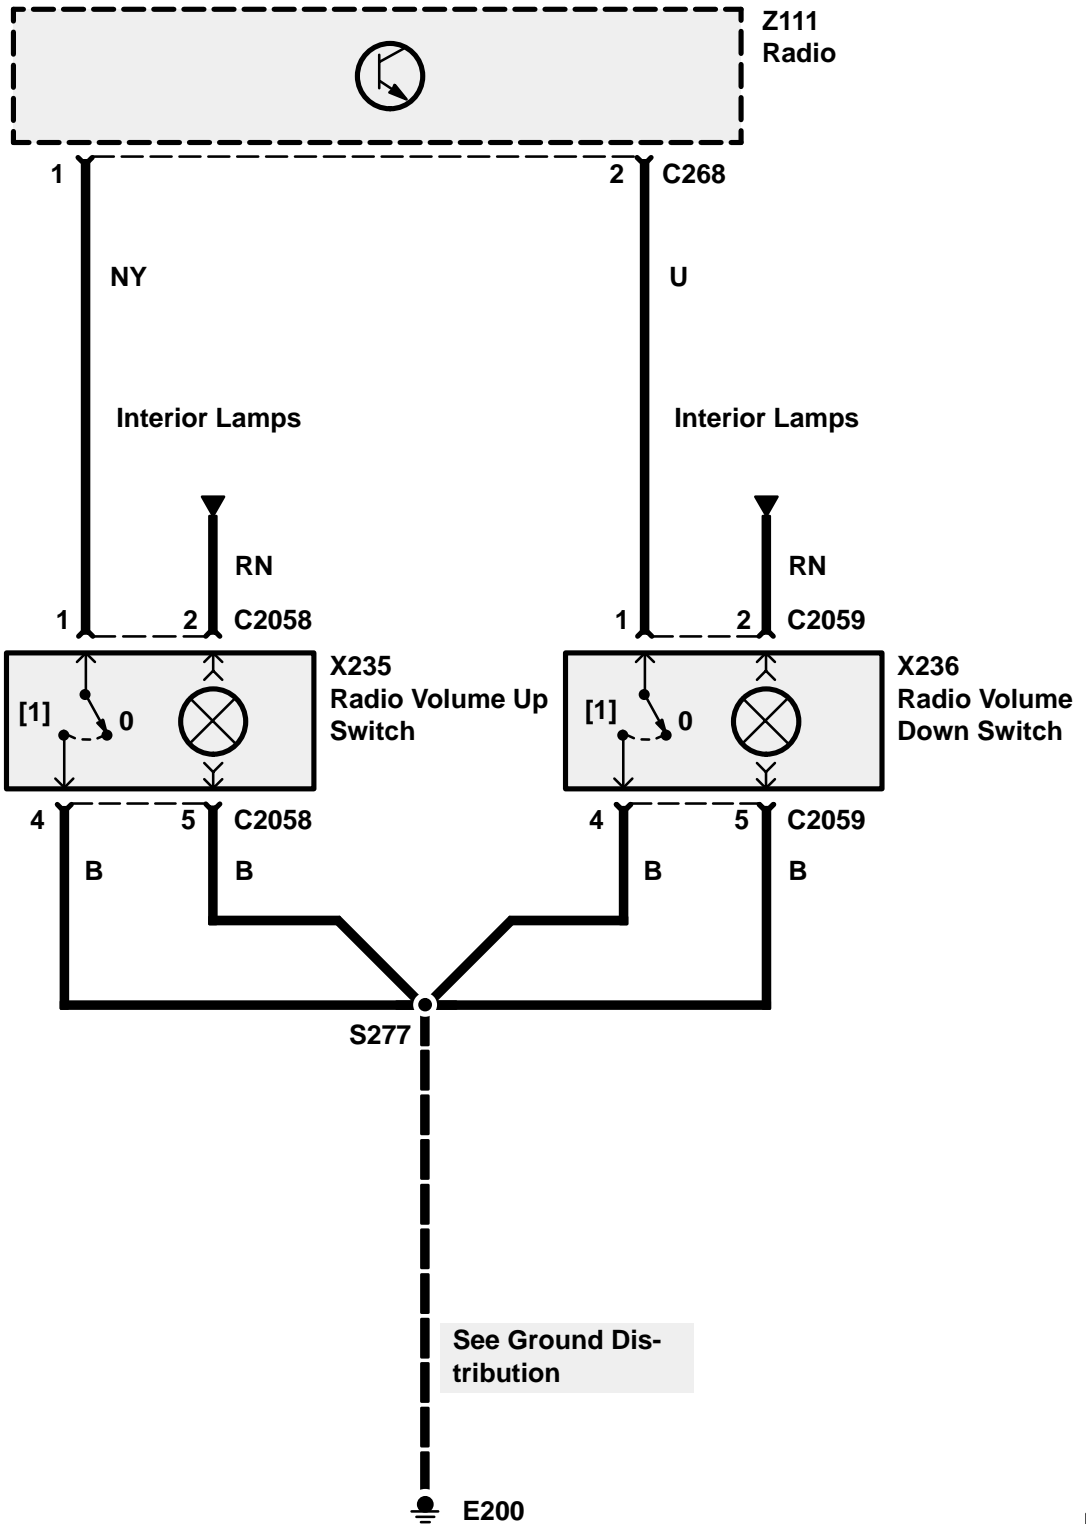 Z111
Radio
1
2
C268
NY
U
Interior Lamps
Interior Lamps
RN
RN
1
2
C2058
1
2
C2059
X235
Radio Volume Up
Switch
[1]
0
X236
Radio Volume
Down Switch
[1]
0
4
5
C2058
4
5
C2059
B
B
B
B
S277
See Ground Dis-
tribution
E200